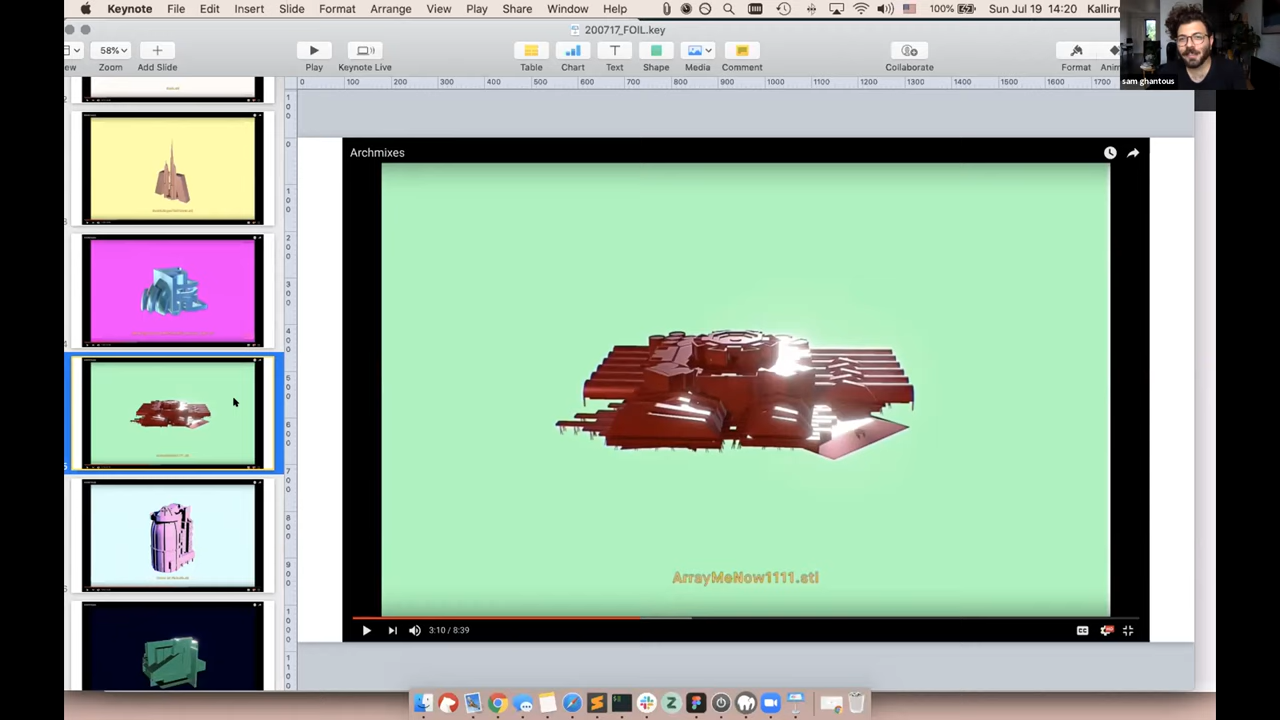 Keynote File Edit Insert Slide Format Arrange View Play Share Window Help 100% Sun Jul 19 14:20 Kallirr
200717_FOIL.key
58%
Zoom Add Slide Play Keynote Live Table Chart Text Shape Media Comment Collaborate Format
0 100 200 300 400 500 600 700 800 900 1000 1100 1200 1300 1400 1500 1600 1700
sam ghantous
Archmixes
ArrayMeNow1111.stl
3:10 / 8:39
CC